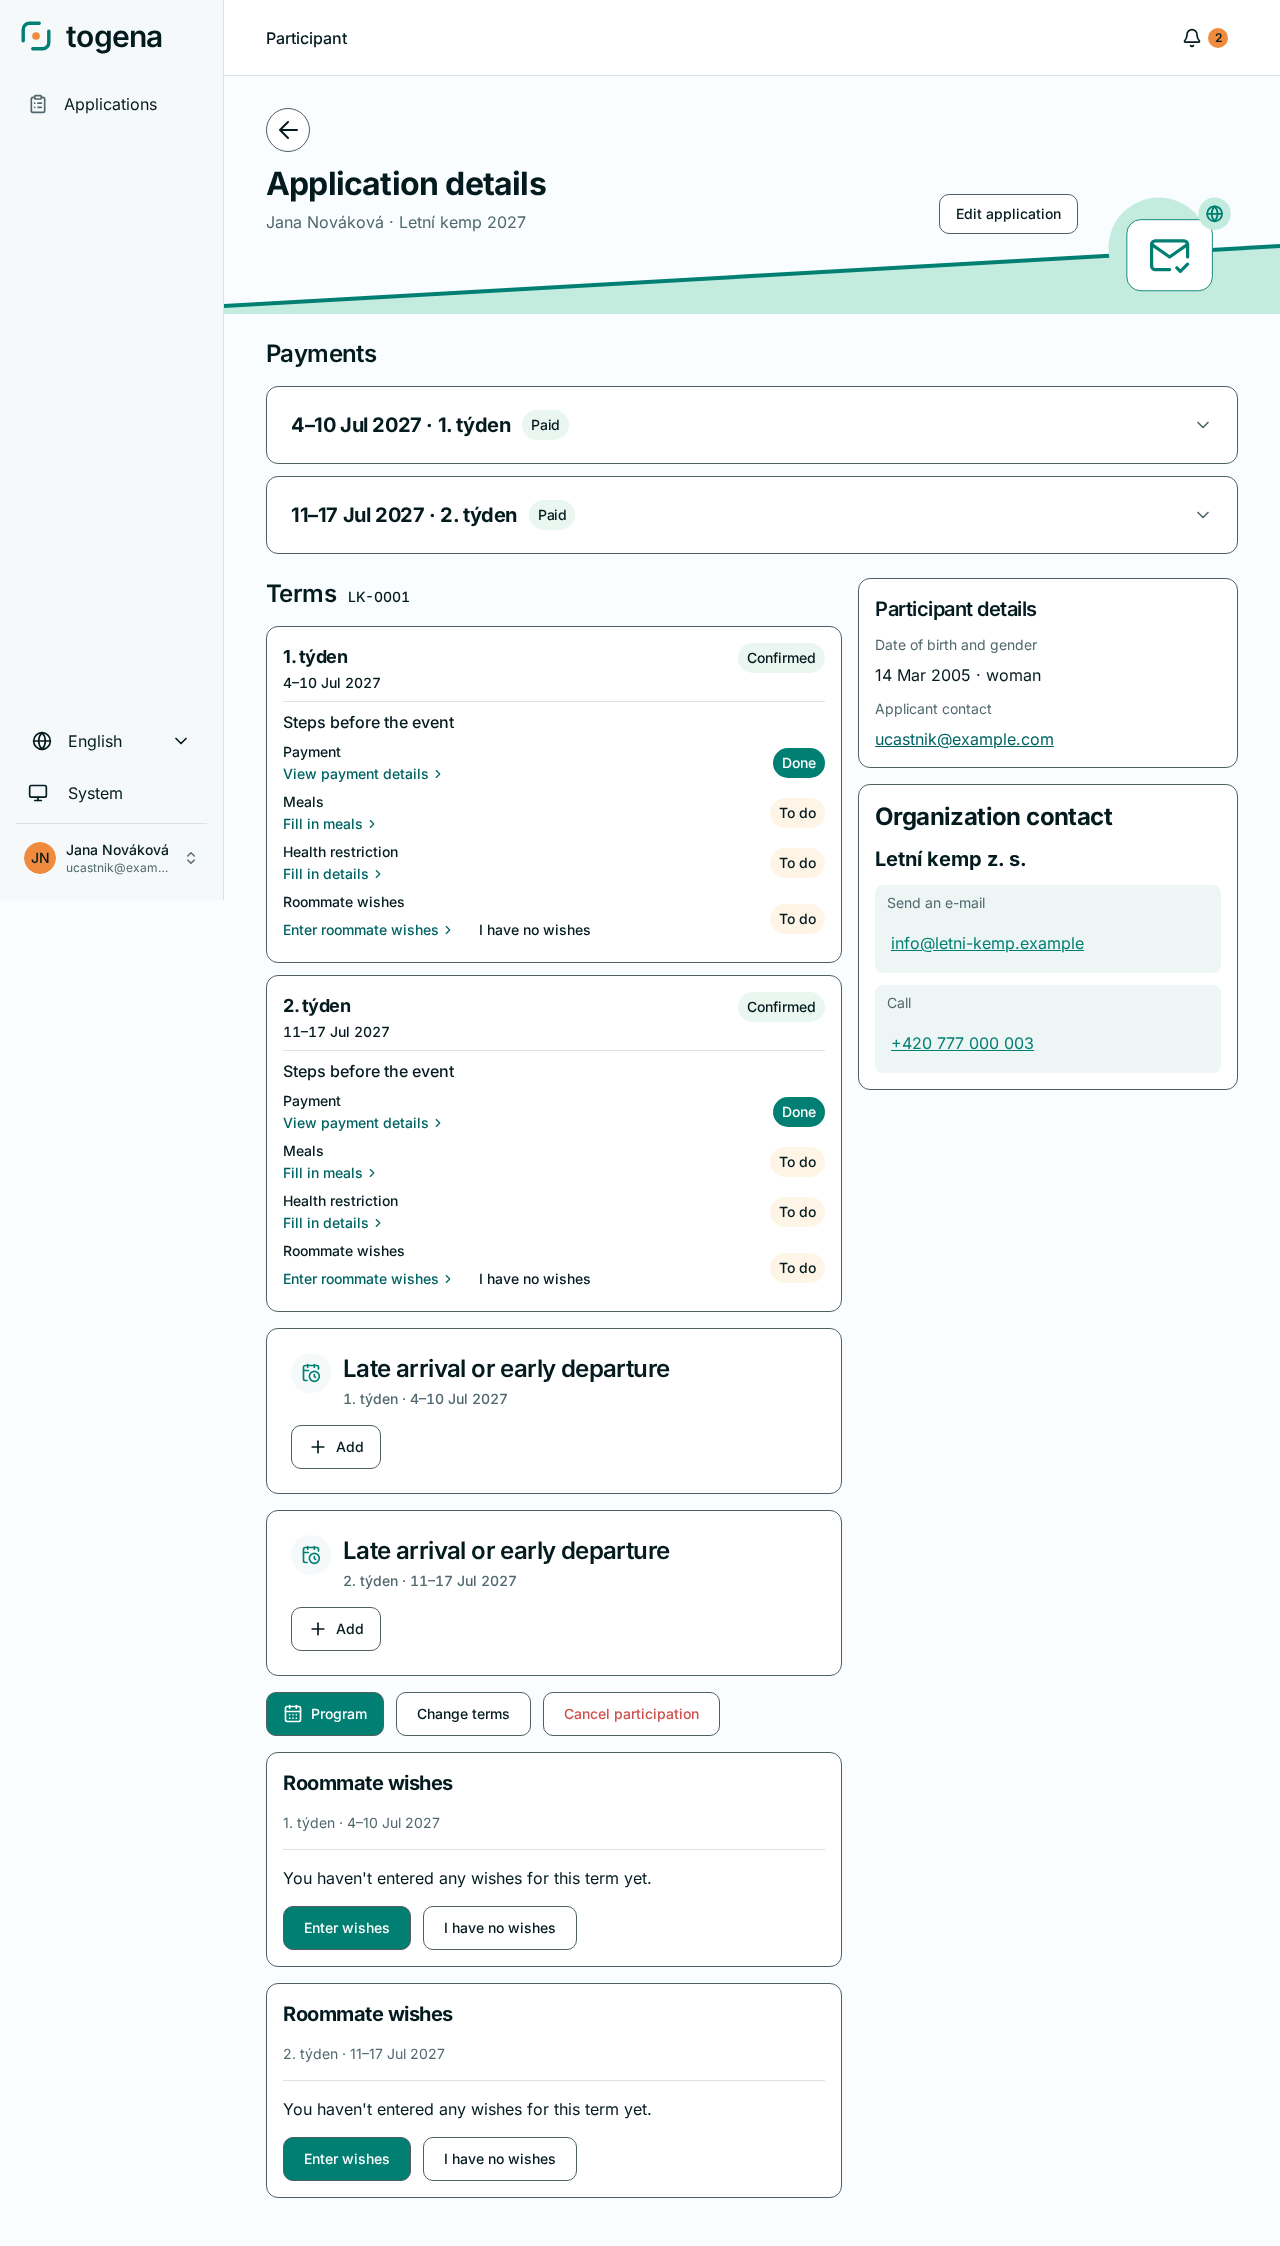 togena
Applications
Participant
2
Application details
Jana Nováková · Letní kemp 2027
Edit application
Payments
4–10 Jul 2027 · 1. týden
Paid
11–17 Jul 2027 · 2. týden
Paid
Terms LK-0001
1. týden
Confirmed
4–10 Jul 2027
Steps before the event
Payment
View payment details
Done
Meals
Fill in meals
To do
Health restriction
Fill in details
To do
Roommate wishes
Enter roommate wishes
I have no wishes
To do
2. týden
Confirmed
11–17 Jul 2027
Steps before the event
Payment
View payment details
Done
Meals
Fill in meals
To do
Health restriction
Fill in details
To do
Roommate wishes
Enter roommate wishes
I have no wishes
To do
Late arrival or early departure
1. týden · 4–10 Jul 2027
Add
Late arrival or early departure
2. týden · 11–17 Jul 2027
Add
Program
Change terms
Cancel participation
Roommate wishes
1. týden · 4–10 Jul 2027
You haven't entered any wishes for this term yet.
Enter wishes
I have no wishes
Roommate wishes
2. týden · 11–17 Jul 2027
You haven't entered any wishes for this term yet.
Enter wishes
I have no wishes
Participant details
Date of birth and gender
14 Mar 2005 · woman
Applicant contact
ucastnik@example.com
Organization contact
Letní kemp z. s.
Send an e-mail
info@letni-kemp.example
Call
+420 777 000 003
English
System
JN
Jana Nováková
ucastnik@exam...